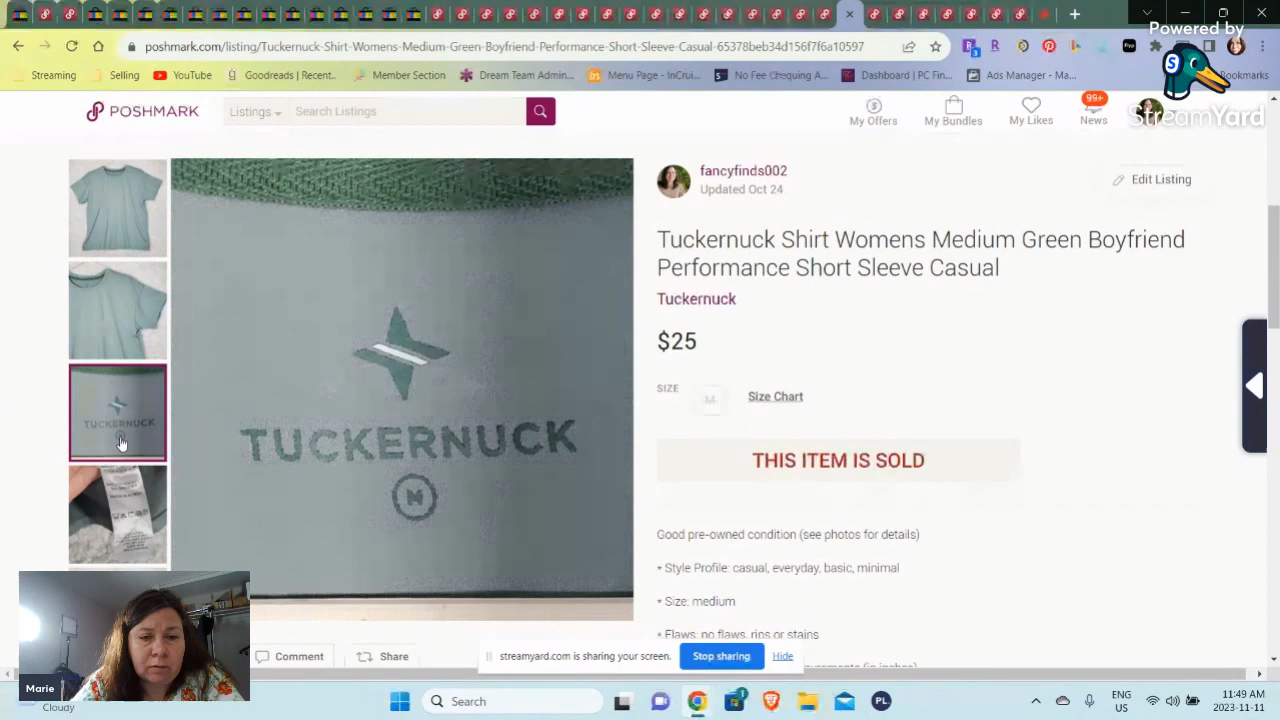 Powered by
StreamYard
poshmark.com/listing/Tuckernuck-Shirt-Womens-Medium-Green-Boyfriend-Performance-Short-Sleeve-Casual-65378beb34d156f7f6a10597
Streaming
Selling
YouTube
Goodreads | Recent...
Member Section
Dream Team Admin...
Menu Page - InCrui...
No Fee Chequing A...
Dashboard | PC Fin...
Ads Manager - Ma...
POSHMARK
Listings
Search Listings
My Offers
My Bundles
My Likes
99+
News
fancyfinds002
Updated Oct 24
Edit Listing
Tuckernuck Shirt Womens Medium Green Boyfriend
Performance Short Sleeve Casual
Tuckernuck
$25
SIZE
M
Size Chart
THIS ITEM IS SOLD
Good pre-owned condition (see photos for details)
* Style Profile: casual, everyday, basic, minimal
* Size: medium
* Flaws: no flaws, rips or stains
TUCKERNUCK
M
TUCKERNUCK
Comment
Share
streamyard.com is sharing your screen.
Stop sharing
Hide
Marie
Cloudy
Search
PL
ENG
US
11:49 AM
2023-11-11